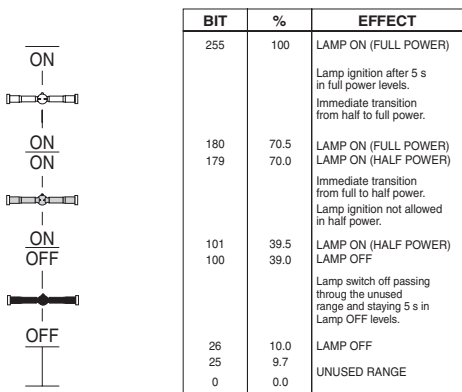 BIT % EFFECT
ON
255 100 LAMP ON (FULL POWER)
Lamp ignition after 5 s
in full power levels.
Immediate transition
from half to full power.
ON
180 70.5 LAMP ON (FULL POWER)
ON
179 70.0 LAMP ON (HALF POWER)
Immediate transition
from full to half power.
Lamp ignition not allowed
in half power.
ON
101 39.5 LAMP ON (HALF POWER)
OFF
100 39.0 LAMP OFF
Lamp switch off passing
throug the unused
range and staying 5 s in
Lamp OFF levels.
OFF
26 10.0 LAMP OFF
25 9.7
UNUSED RANGE
0 0.0